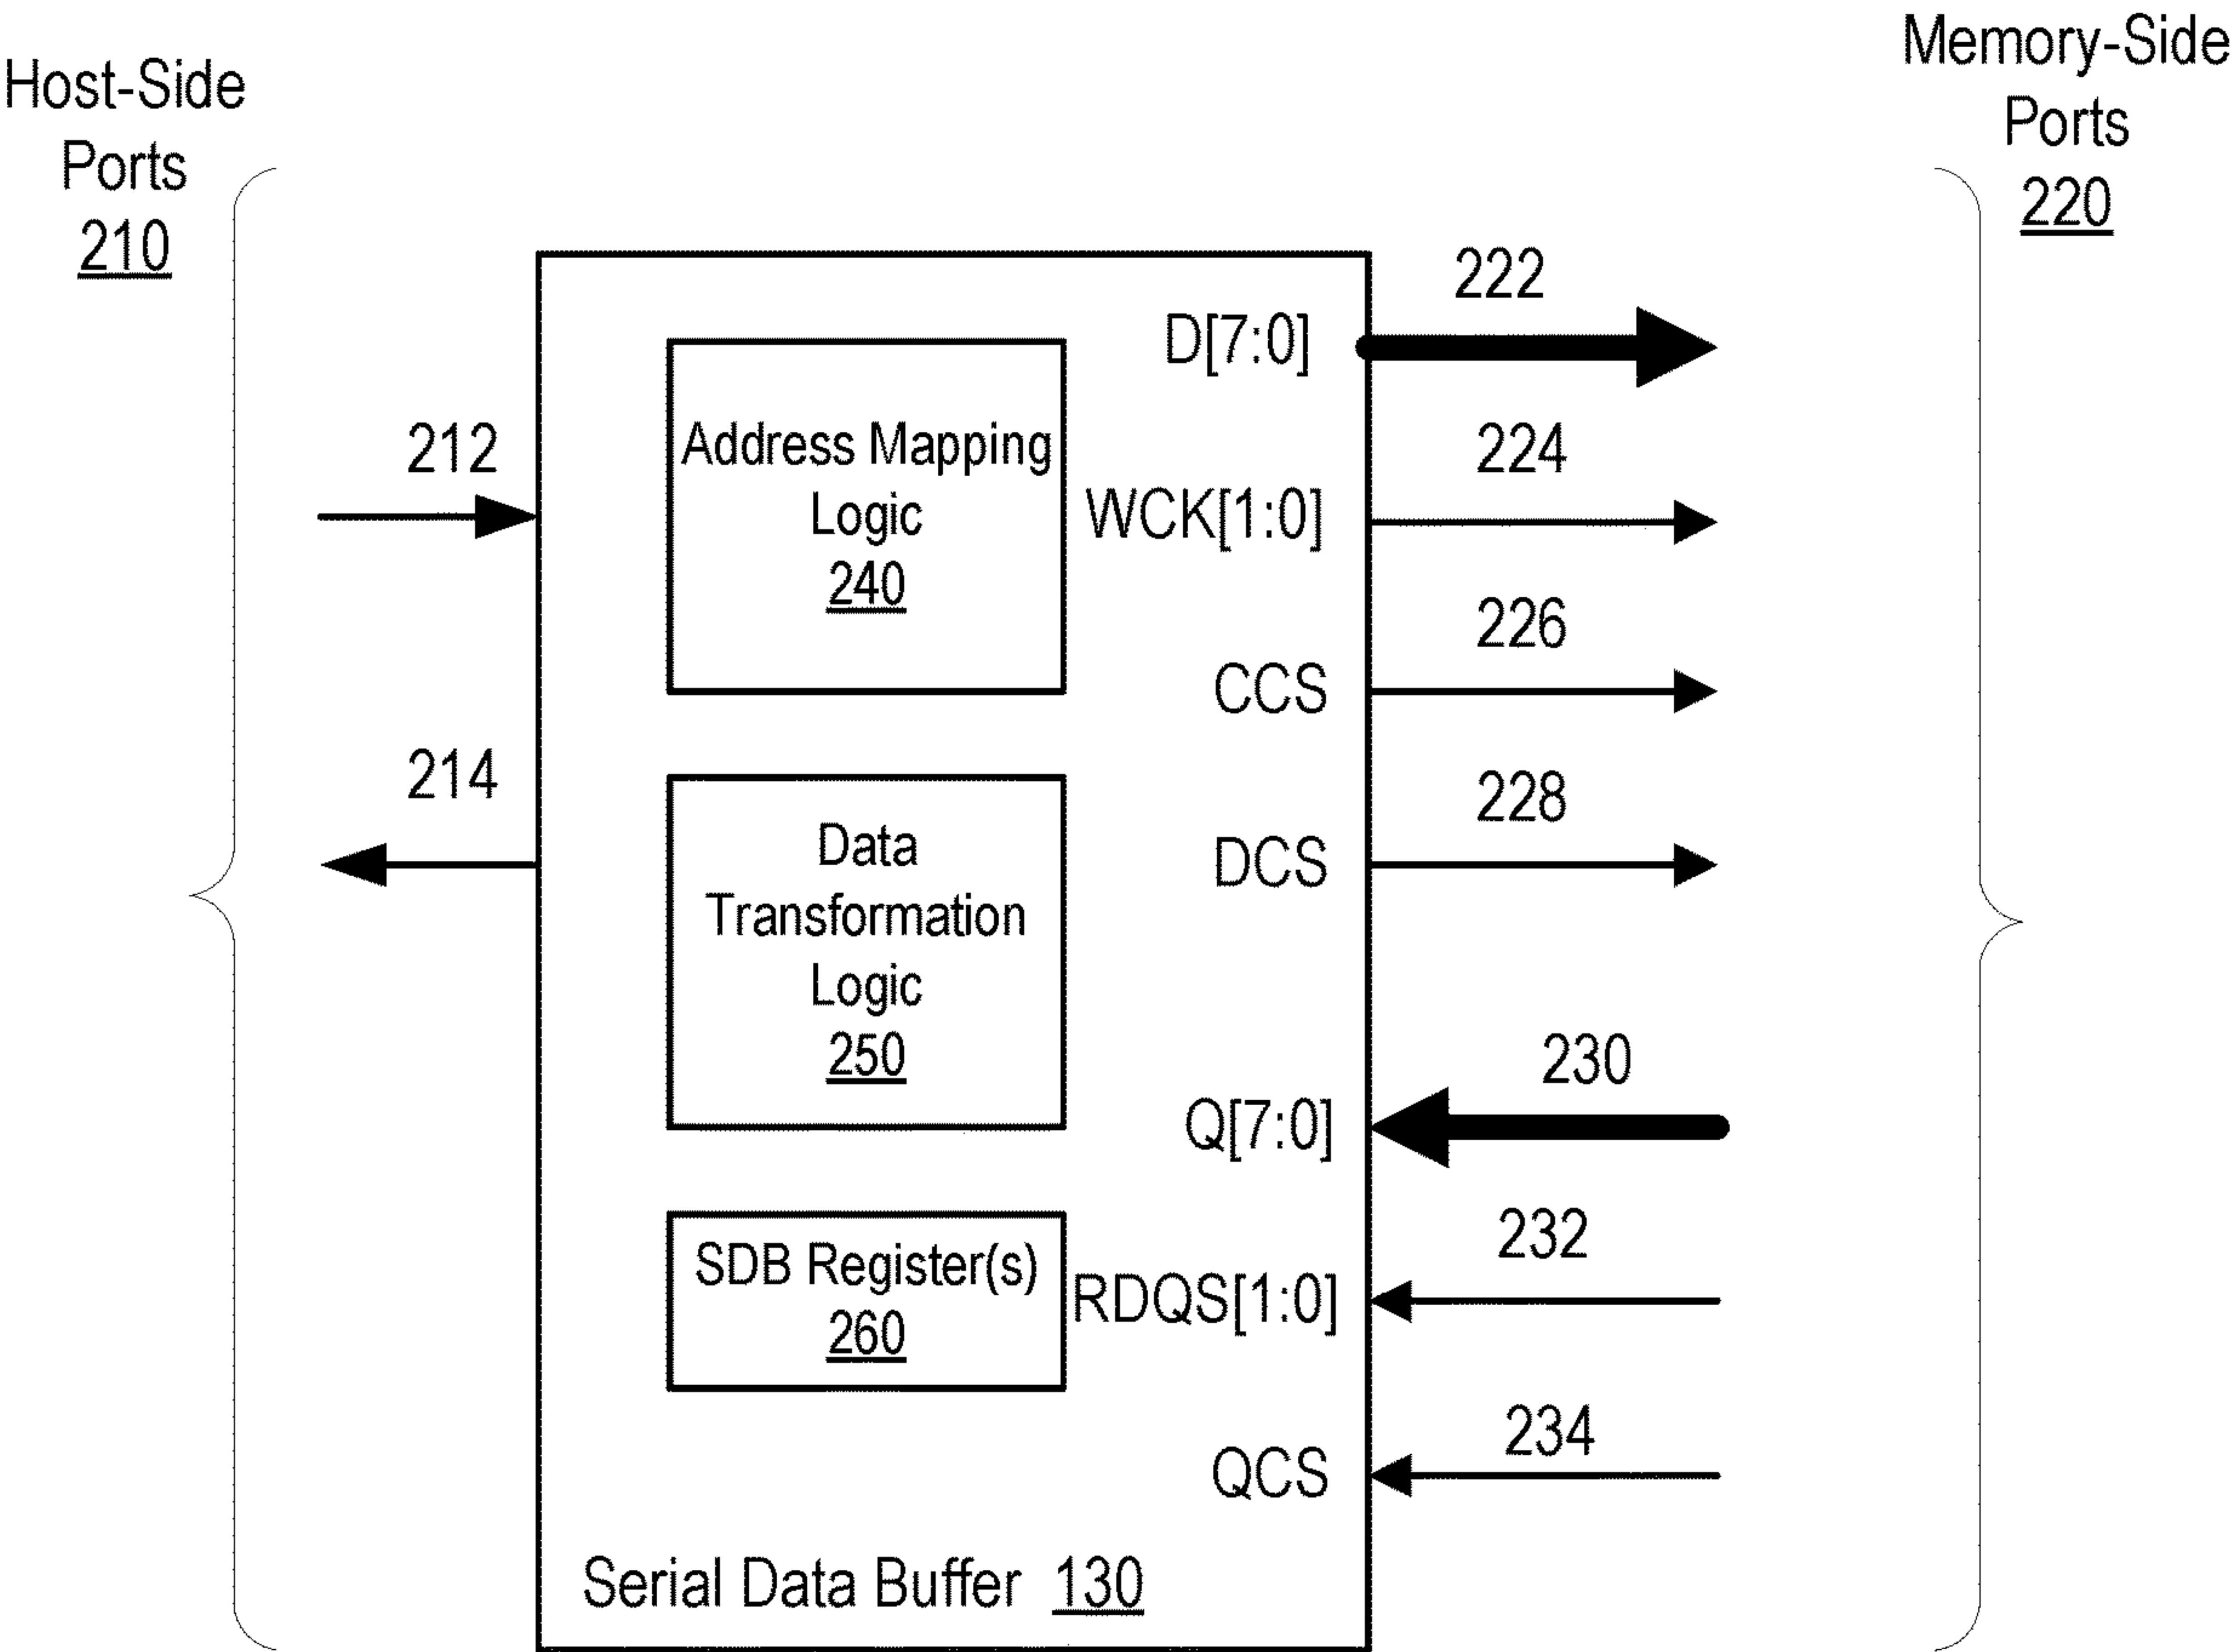 Host-Side
Ports
210
Memory-Side
Ports
220
212
214
Address Mapping
Logic
240
Data
Transformation
Logic
250
SDB Register(s)
260
D[7:0]
WCK[1:0]
CCS
DCS
Q[7:0]
RDQS[1:0]
QCS
222
224
226
228
230
232
234
Serial Data Buffer 130